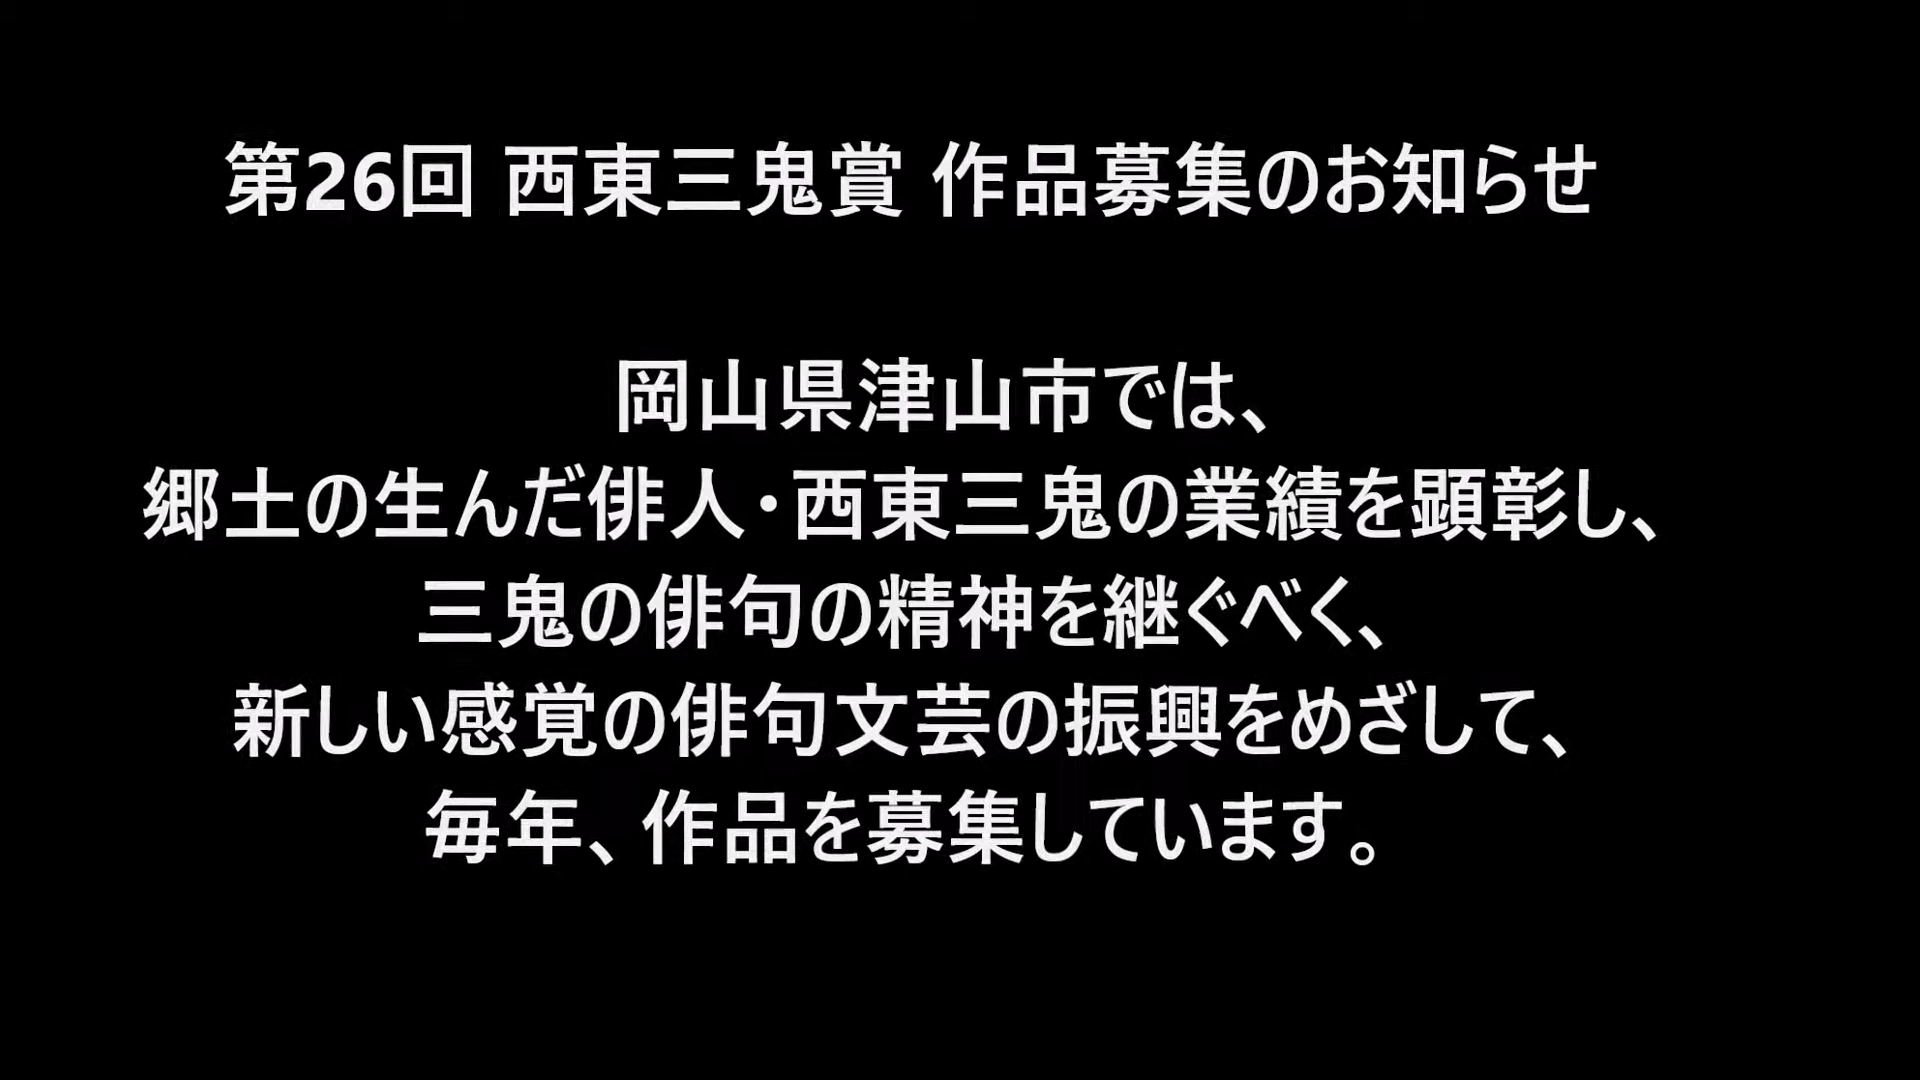 第26回 西東三鬼賞 作品募集のお知らせ
岡山県津山市では、
郷土の生んだ俳人・西東三鬼の業績を顕彰し、
三鬼の俳句の精神を継ぐべく、
新しい感覚の俳句文芸の振興をめざして、
毎年、作品を募集しています。